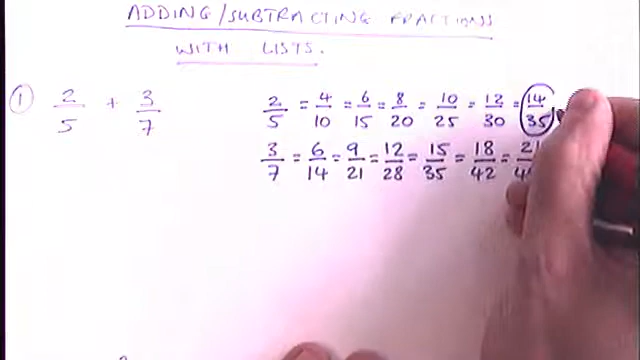 ADDING/SUBTRACTING FRACTIONS
WITH LISTS.
① 2/5 + 3/7
2/5 = 4/10 = 6/15 = 8/20 = 10/25 = 12/30 = 14/35
3/7 = 6/14 = 9/21 = 12/28 = 15/35 = 18/42 =